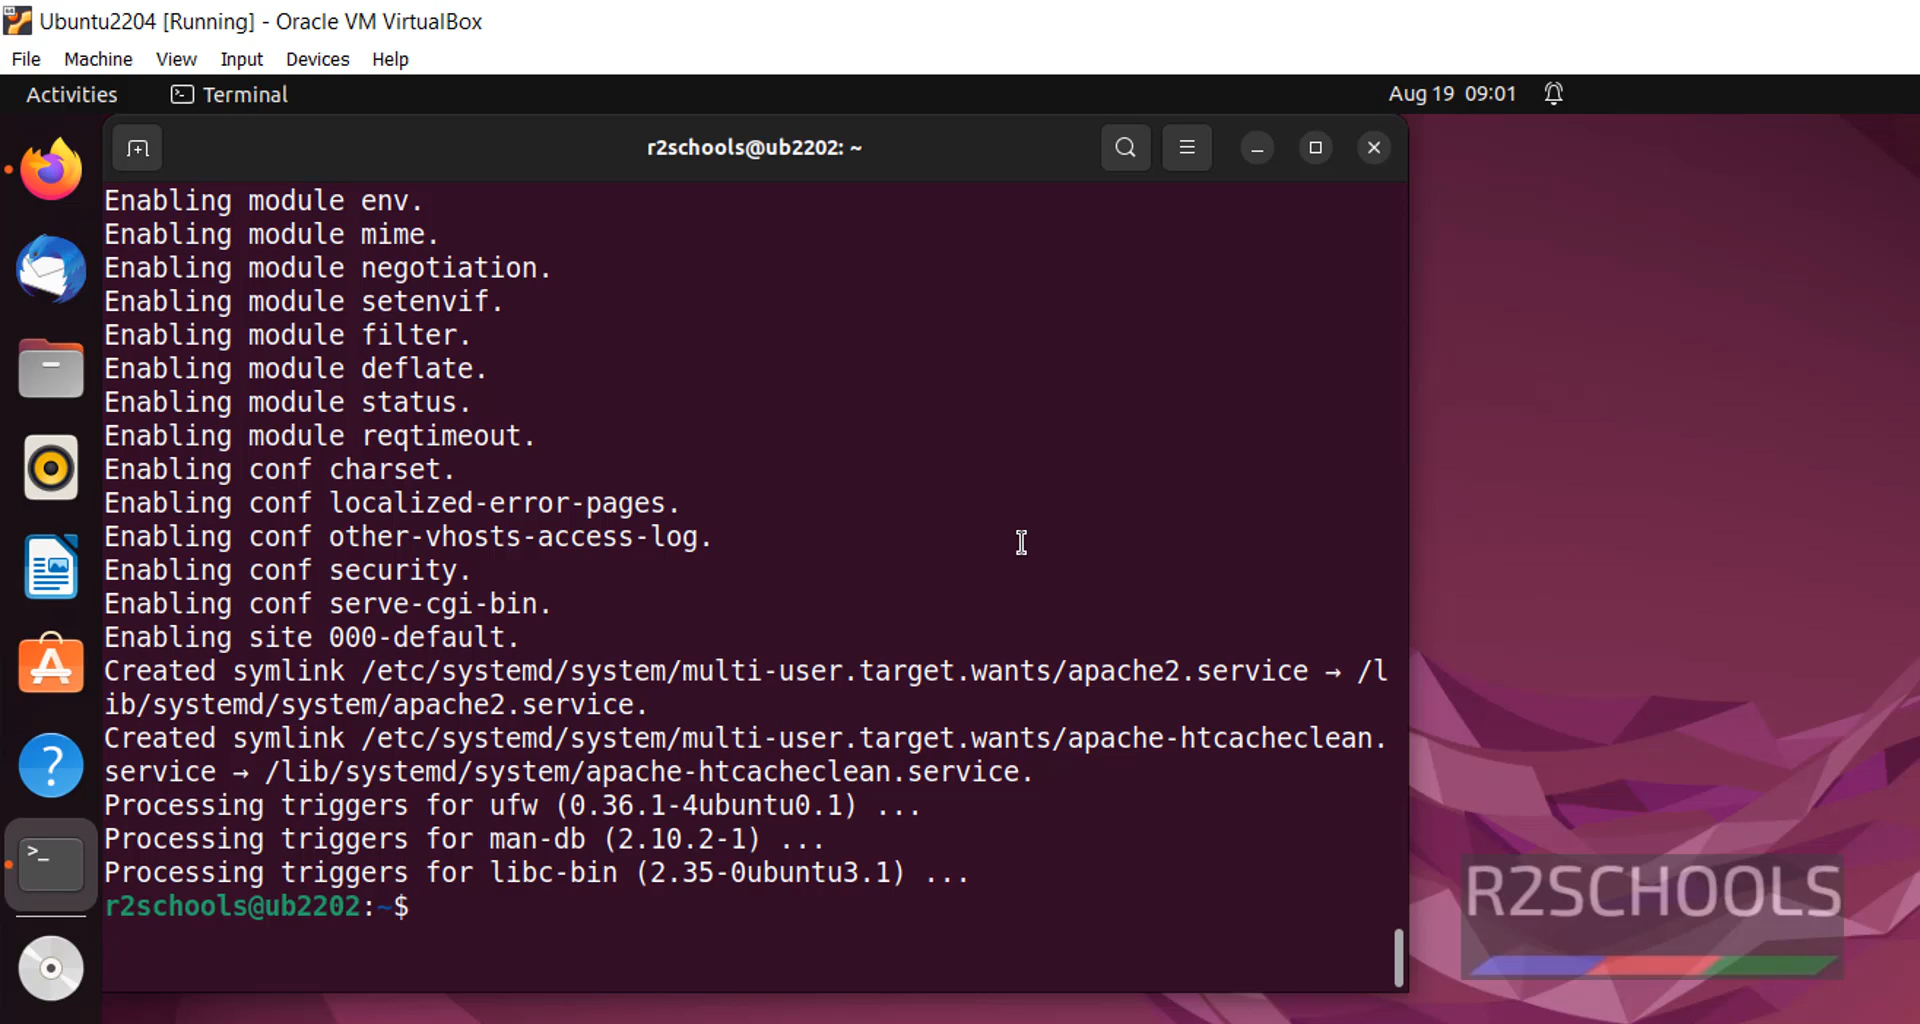 Ubuntu2204 [Running] - Oracle VM VirtualBox
File Machine View Input Devices Help
Activities Terminal Aug 19 09:01
r2schools@ub2202: ~
Enabling module env.
Enabling module mime.
Enabling module negotiation.
Enabling module setenvif.
Enabling module filter.
Enabling module deflate.
Enabling module status.
Enabling module reqtimeout.
Enabling conf charset.
Enabling conf localized-error-pages.
Enabling conf other-vhosts-access-log.
Enabling conf security.
Enabling conf serve-cgi-bin.
Enabling site 000-default.
Created symlink /etc/systemd/system/multi-user.target.wants/apache2.service → /l
ib/systemd/system/apache2.service.
Created symlink /etc/systemd/system/multi-user.target.wants/apache-htcacheclean.
service → /lib/systemd/system/apache-htcacheclean.service.
Processing triggers for ufw (0.36.1-4ubuntu0.1) ...
Processing triggers for man-db (2.10.2-1) ...
Processing triggers for libc-bin (2.35-0ubuntu3.1) ...
r2schools@ub2202:~$
R2SCHOOLS